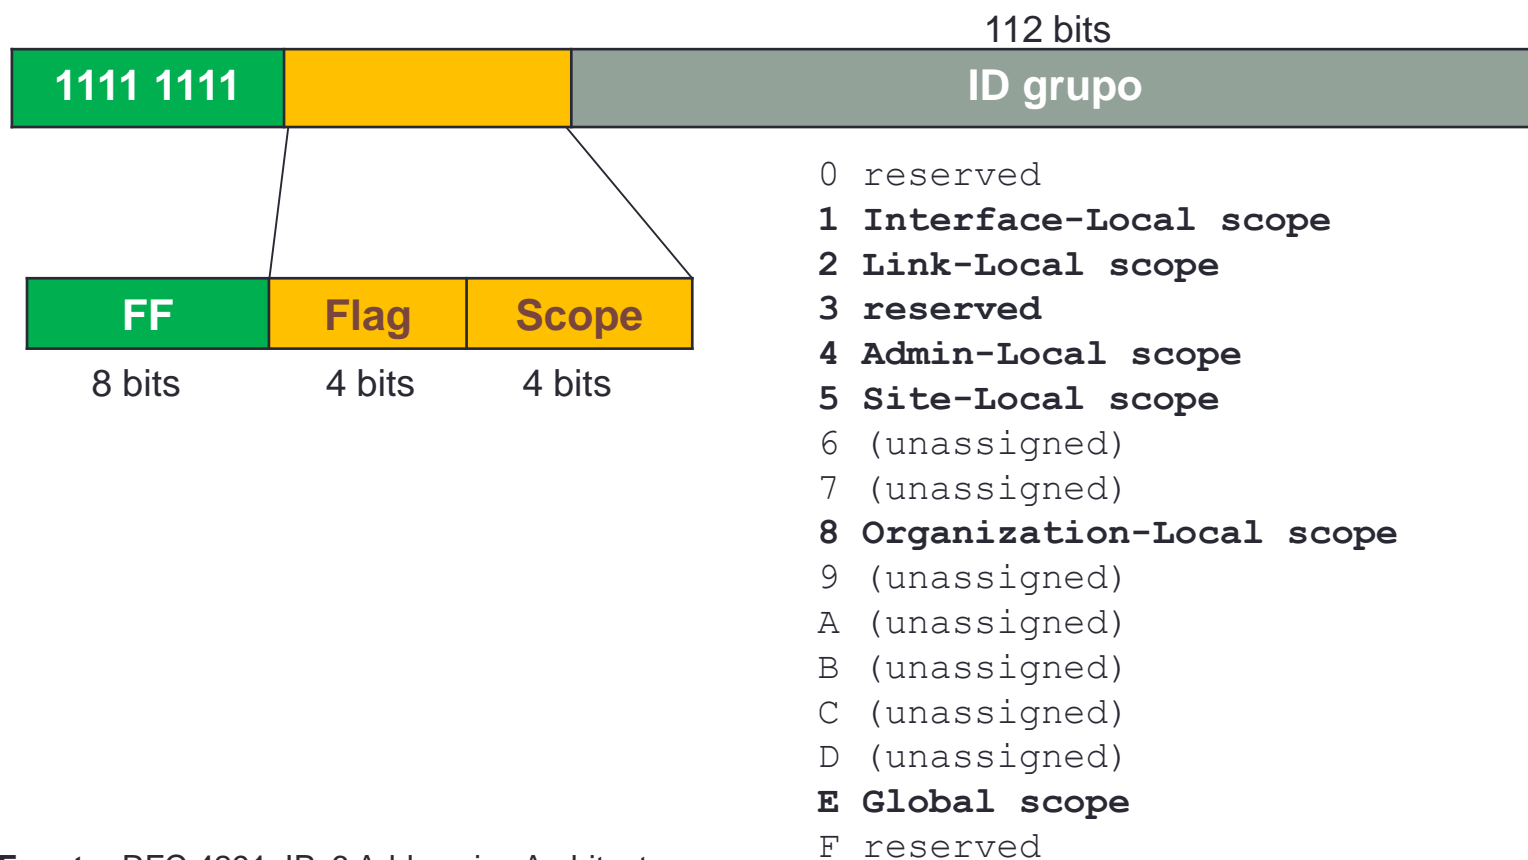 112 bits
1111 1111
ID grupo
FF
Flag
Scope
8 bits
4 bits
4 bits
0 reserved
1 Interface-Local scope
2 Link-Local scope
3 reserved
4 Admin-Local scope
5 Site-Local scope
6 (unassigned)
7 (unassigned)
8 Organization-Local scope
9 (unassigned)
A (unassigned)
B (unassigned)
C (unassigned)
D (unassigned)
E Global scope
F reserved